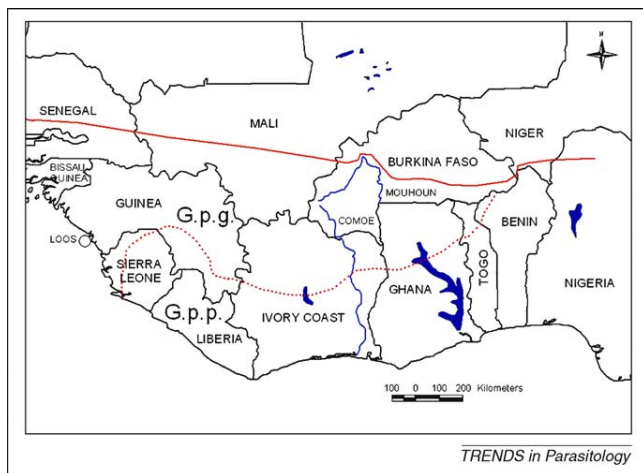 N
SENEGAL
MALI
NIGER
BURKINA FASO
BISSAU
GUINEA
MOUHOUN
GUINEA
G.p.g.
COMOE
BENIN
LOOS
SIERRA
LEONE
TOGO
GHANA
NIGERIA
G.p.p.
IVORY COAST
LIBERIA
100 0 100 200 Kilometers
TRENDS in Parasitology